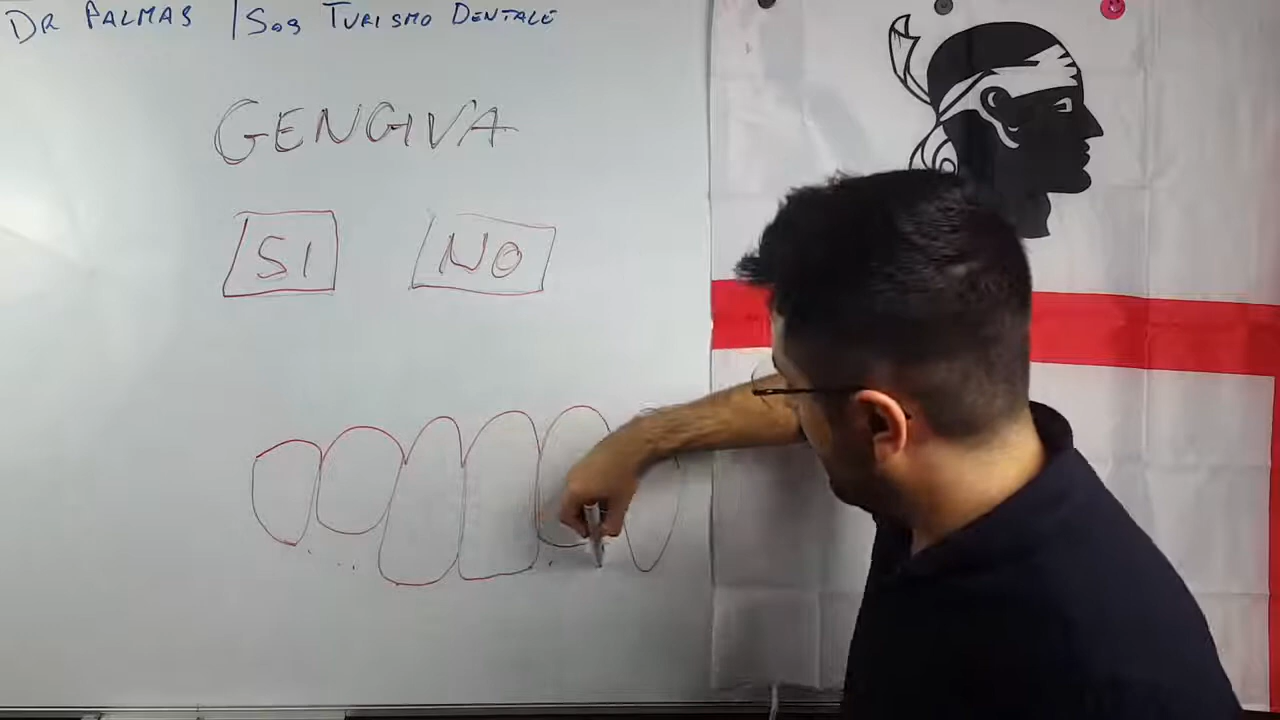 DR PALMAS | SOS TURISMO DENTALE
GENGIVA
SI NO